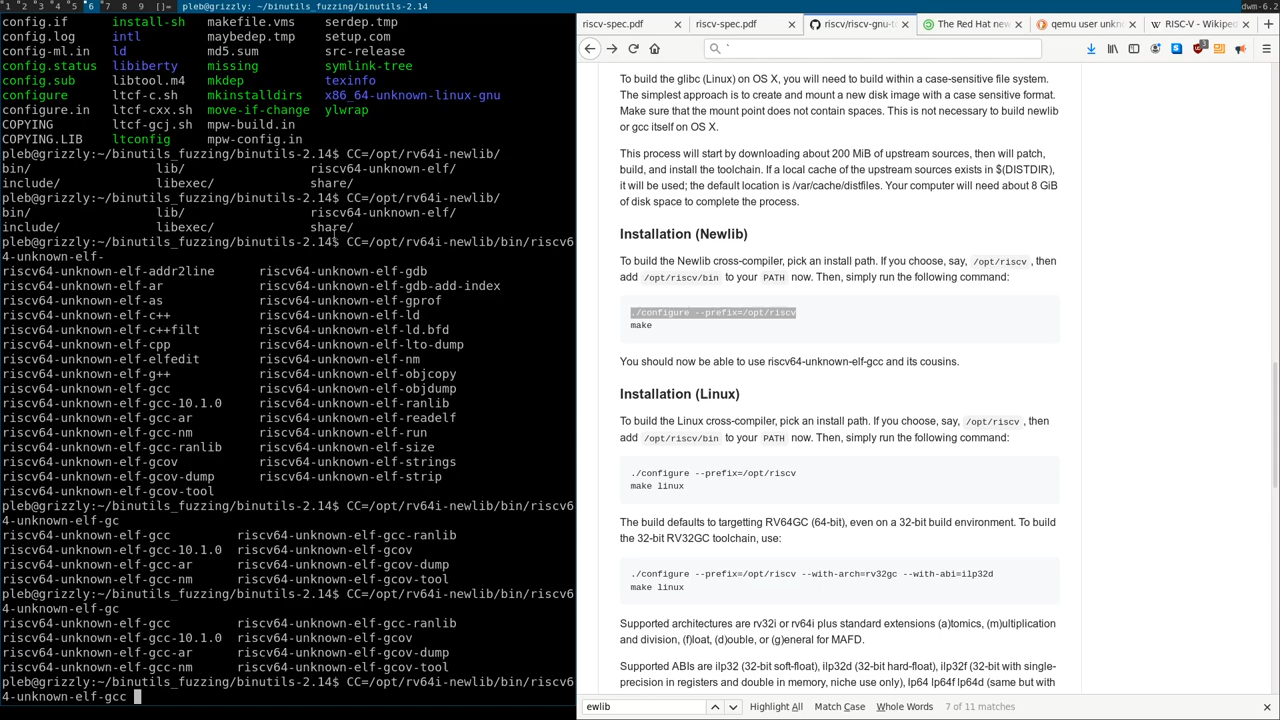 1 2 3 4 5 6 7 8 9 []= pleb@grizzly: ~/binutils_fuzzing/binutils-2.14 dwm-6.2
config.if install-sh makefile.vms serdep.tmp
config.log intl maybedep.tmp setup.com
config-ml.in ld md5.sum src-release
config.status libiberty missing symlink-tree
config.sub libtool.m4 mkdep texinfo
configure ltcf-c.sh mkinstalldirs x86_64-unknown-linux-gnu
configure.in ltcf-cxx.sh move-if-change ylwrap
COPYING ltcf-gcj.sh mpw-build.in
COPYING.LIB ltconfig mpw-config.in
pleb@grizzly:~/binutils_fuzzing/binutils-2.14$ CC=/opt/rv64i-newlib/
bin/ lib/ riscv64-unknown-elf/
include/ libexec/ share/
pleb@grizzly:~/binutils_fuzzing/binutils-2.14$ CC=/opt/rv64i-newlib/
bin/ lib/ riscv64-unknown-elf/
include/ libexec/ share/
pleb@grizzly:~/binutils_fuzzing/binutils-2.14$ CC=/opt/rv64i-newlib/bin/riscv6
4-unknown-elf-
riscv64-unknown-elf-addr2line riscv64-unknown-elf-gdb
riscv64-unknown-elf-ar riscv64-unknown-elf-gdb-add-index
riscv64-unknown-elf-as riscv64-unknown-elf-gprof
riscv64-unknown-elf-c++ riscv64-unknown-elf-ld
riscv64-unknown-elf-c++filt riscv64-unknown-elf-ld.bfd
riscv64-unknown-elf-cpp riscv64-unknown-elf-lto-dump
riscv64-unknown-elf-elfedit riscv64-unknown-elf-nm
riscv64-unknown-elf-g++ riscv64-unknown-elf-objcopy
riscv64-unknown-elf-gcc riscv64-unknown-elf-objdump
riscv64-unknown-elf-gcc-10.1.0 riscv64-unknown-elf-ranlib
riscv64-unknown-elf-gcc-ar riscv64-unknown-elf-readelf
riscv64-unknown-elf-gcc-nm riscv64-unknown-elf-run
riscv64-unknown-elf-gcc-ranlib riscv64-unknown-elf-size
riscv64-unknown-elf-gcov riscv64-unknown-elf-strings
riscv64-unknown-elf-gcov-dump riscv64-unknown-elf-strip
riscv64-unknown-elf-gcov-tool
pleb@grizzly:~/binutils_fuzzing/binutils-2.14$ CC=/opt/rv64i-newlib/bin/riscv6
4-unknown-elf-gc
riscv64-unknown-elf-gcc riscv64-unknown-elf-gcc-ranlib
riscv64-unknown-elf-gcc-10.1.0 riscv64-unknown-elf-gcov
riscv64-unknown-elf-gcc-ar riscv64-unknown-elf-gcov-dump
riscv64-unknown-elf-gcc-nm riscv64-unknown-elf-gcov-tool
pleb@grizzly:~/binutils_fuzzing/binutils-2.14$ CC=/opt/rv64i-newlib/bin/riscv6
4-unknown-elf-gc
riscv64-unknown-elf-gcc riscv64-unknown-elf-gcc-ranlib
riscv64-unknown-elf-gcc-10.1.0 riscv64-unknown-elf-gcov
riscv64-unknown-elf-gcc-ar riscv64-unknown-elf-gcov-dump
riscv64-unknown-elf-gcc-nm riscv64-unknown-elf-gcov-tool
pleb@grizzly:~/binutils_fuzzing/binutils-2.14$ CC=/opt/rv64i-newlib/bin/riscv6
4-unknown-elf-gcc
riscv-spec.pdf riscv-spec.pdf riscv/riscv-gnu-to The Red Hat new qemu user unkn RISC-V - Wikiped
`
To build the glibc (Linux) on OS X, you will need to build within a case-sensitive file system.
The simplest approach is to create and mount a new disk image with a case sensitive format.
Make sure that the mount point does not contain spaces. This is not necessary to build newlib
or gcc itself on OS X.
This process will start by downloading about 200 MiB of upstream sources, then will patch,
build, and install the toolchain. If a local cache of the upstream sources exists in $(DISTDIR),
it will be used; the default location is /var/cache/distfiles. Your computer will need about 8 GiB
of disk space to complete the process.
Installation (Newlib)
To build the Newlib cross-compiler, pick an install path. If you choose, say, /opt/riscv , then
add /opt/riscv/bin to your PATH now. Then, simply run the following command:
./configure --prefix=/opt/riscv
make
You should now be able to use riscv64-unknown-elf-gcc and its cousins.
Installation (Linux)
To build the Linux cross-compiler, pick an install path. If you choose, say, /opt/riscv , then
add /opt/riscv/bin to your PATH now. Then, simply run the following command:
./configure --prefix=/opt/riscv
make linux
The build defaults to targetting RV64GC (64-bit), even on a 32-bit build environment. To build
the 32-bit RV32GC toolchain, use:
./configure --prefix=/opt/riscv --with-arch=rv32gc --with-abi=ilp32d
make linux
Supported architectures are rv32i or rv64i plus standard extensions (a)tomics, (m)ultiplication
and division, (f)loat, (d)ouble, or (g)eneral for MAFD.
Supported ABIs are ilp32 (32-bit soft-float), ilp32d (32-bit hard-float), ilp32f (32-bit with single-
precision in registers and double in memory, niche use only), lp64 lp64f lp64d (same but with
ewlib Highlight All Match Case Whole Words 7 of 11 matches